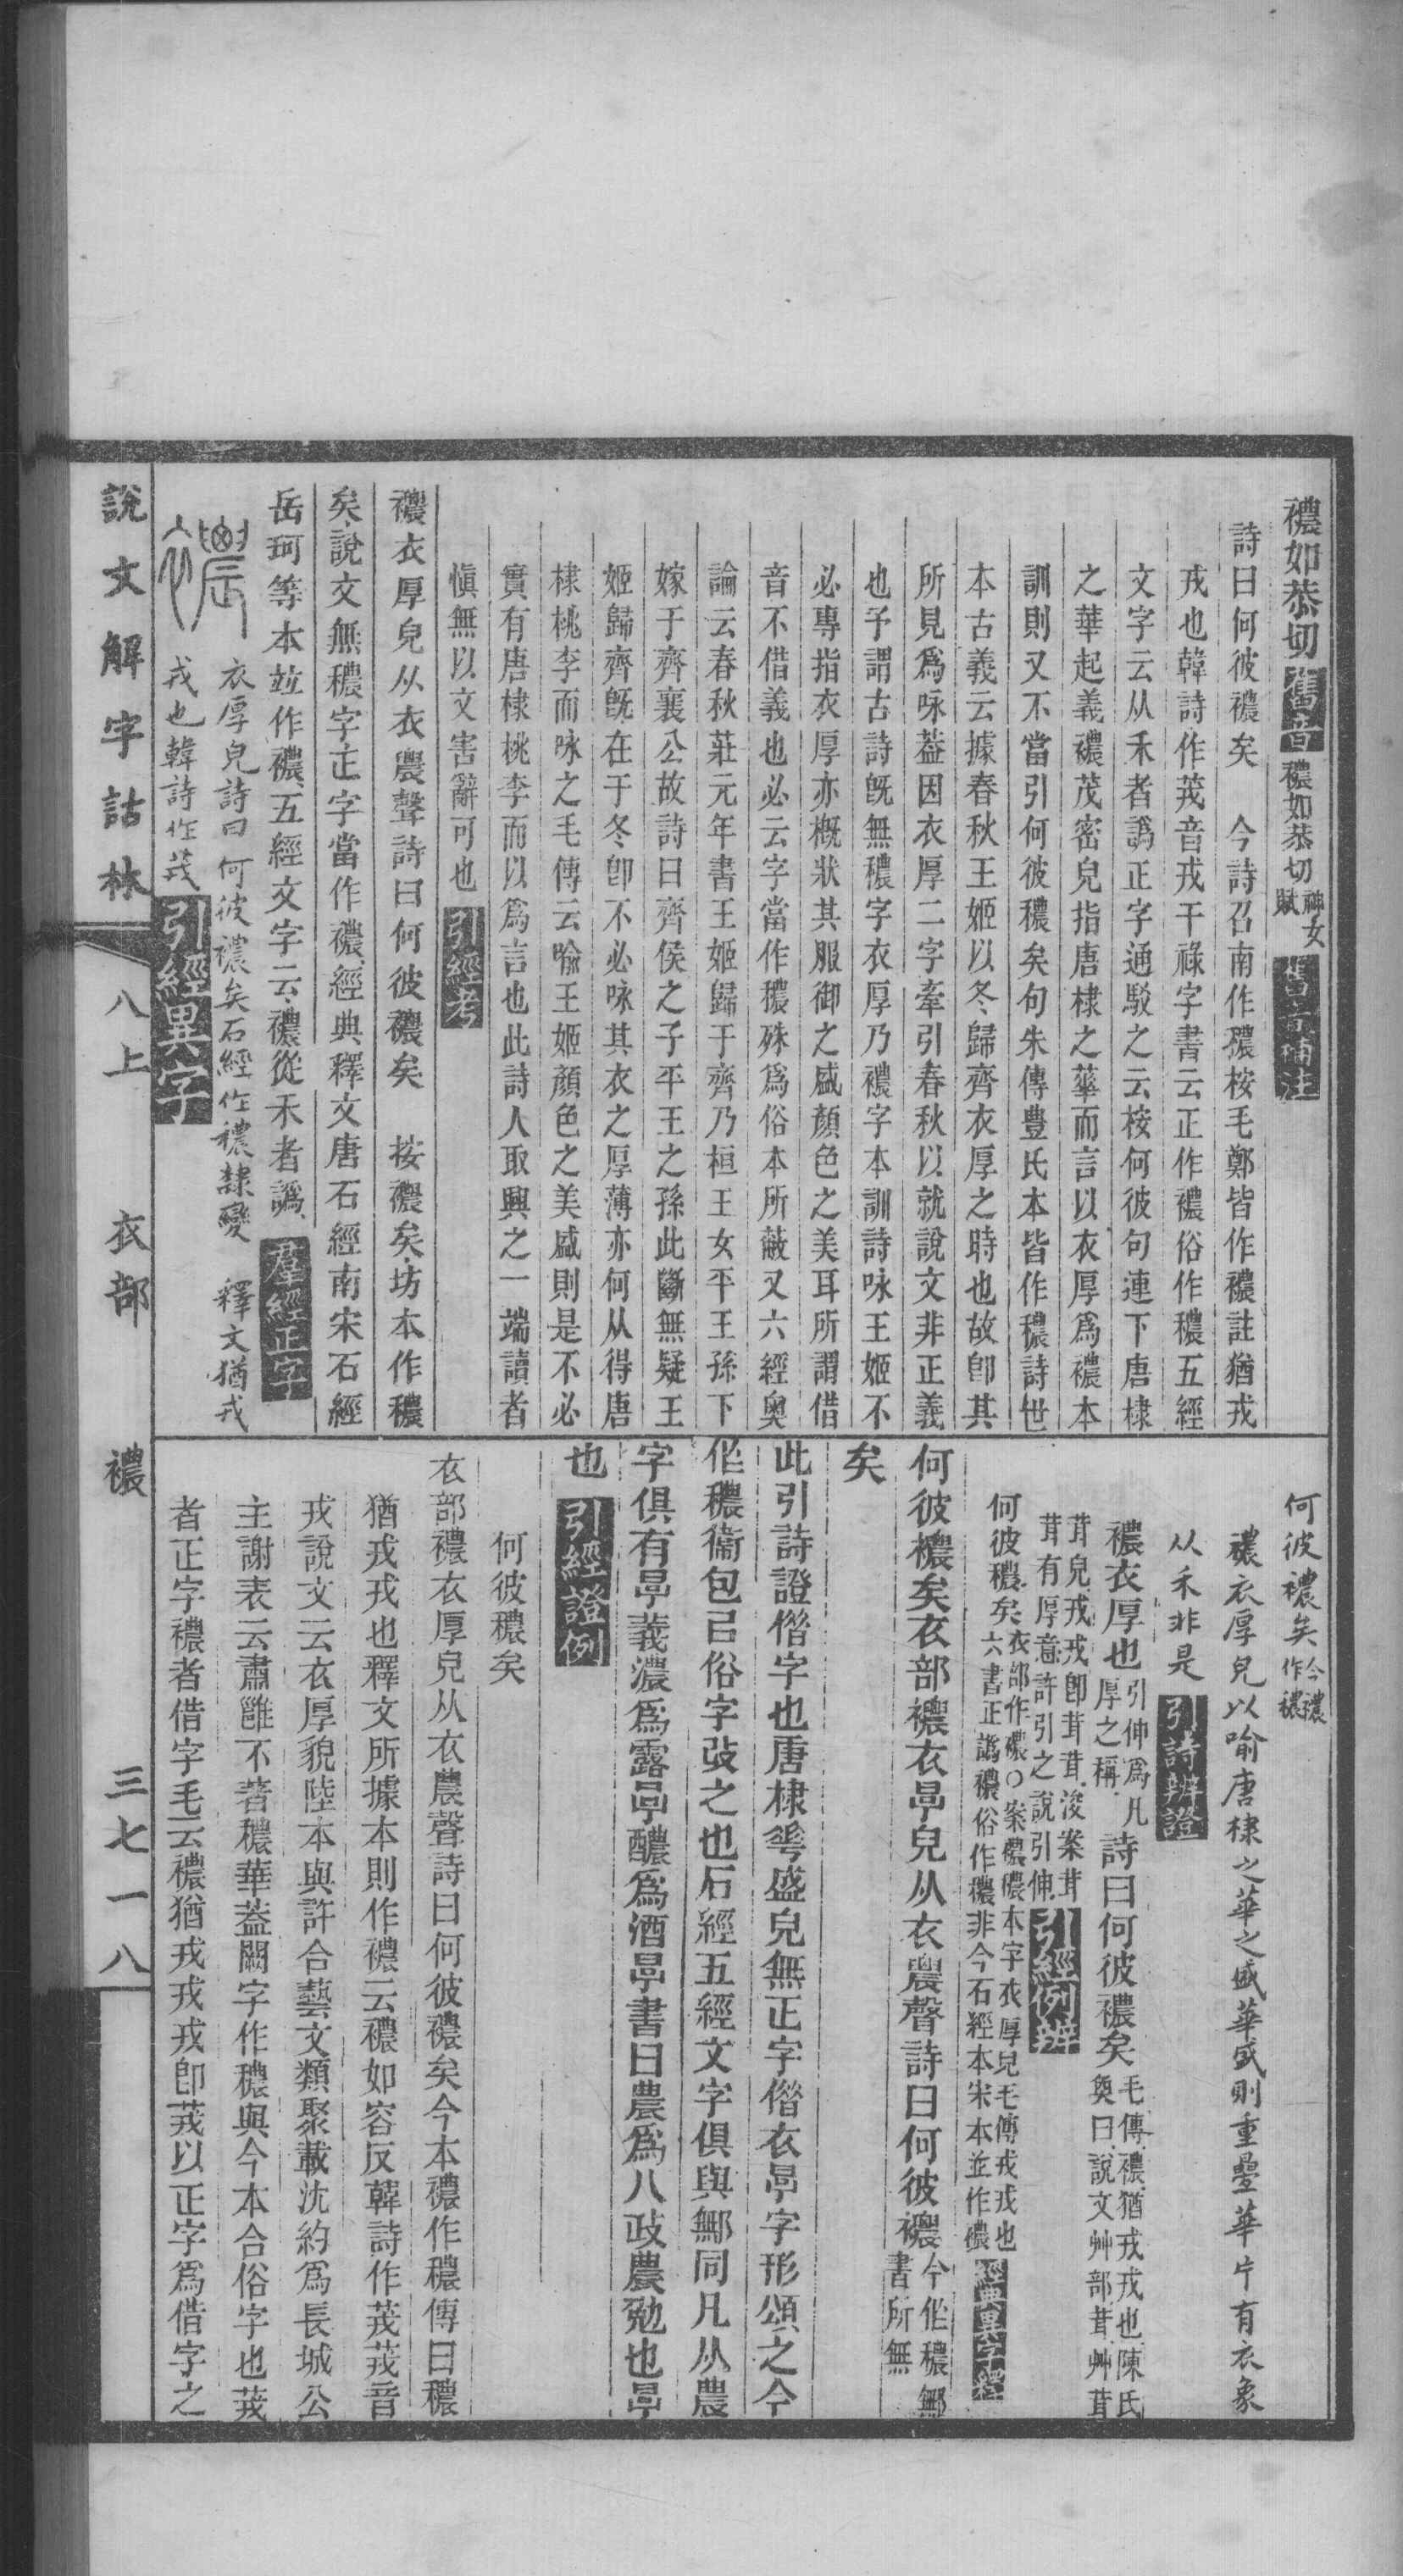 襛如恭切 舊音 穠如恭切 神女賦 舊音補注
詩曰何彼襛矣　今詩召南作穠桉毛鄭皆作襛註猶戎
戎也韓詩作茙音戎干祿字書云正作襛俗作穠五經
文字云从禾者譌正字通駁之云桉何彼句連下唐棣
之華起義襛茂密皃指唐棣之蕐而言以衣厚爲襛本
訓則又不當引何彼穠矣句朱傳豊氏本皆作穠詩世
本古義云據春秋王姬以冬歸齊衣厚之時也故卽其
所見爲咏葢因衣厚二字牽引春秋以就說文非正義
也予謂古詩旣無穠字衣厚乃襛字本訓詩咏王姬不
必專指衣厚亦槪狀其服御之盛顏色之美耳所謂借
音不借義也必云字當作穠殊爲俗本所蔽又六經奥
論云春秋莊元年書王姬歸于齊乃桓王女平王孫下
嫁于齊襄公故詩曰齊侯之子平王之孫此斷無疑王
姬歸齊旣在于冬卽不必咏其衣之厚薄亦何从得唐
棣桃李而咏之毛傳云喩王姬顏色之美盛則是不必
實有唐棣桃李而以爲言也此詩人取興之一端讀者
愼無以文害辭可也 引經考
襛衣厚皃从衣農聲詩曰何彼襛矣　按襛矣坊本作穠
矣說文無穠字正字當作襛經典釋文唐石經南宋石經
岳珂等本竝作襛五經文字云襛從禾者譌 羣經正字
衣厚皃詩曰何彼襛矣石經作襛隸變　釋文猶戎
戎也韓詩作茙 引經異字
說文解字詁林 八上 衣部 襛 三七一八
何彼襛矣 今襛作穠
襛衣厚皃以喻唐棣之華之盛華盛則重疊華片有衣象
从禾非是 引詩辨證
襛衣厚也 引伸爲凡厚之稱 詩曰何彼襛矣 毛傳襛猶戎戎也陳氏奐曰說文艸部茸艸茸
茸皃戎戎卽茸茸浚案茸茸有厚意許引之說引伸 引經例辨
何彼穠矣 衣部作襛○案襛襛本字衣厚皃毛傳戎戎也六書正譌襛俗作穠非今石經本宋本並作襛 經典異字釋
何彼襛矣衣部襛衣㫗皃从衣農聲詩曰何彼襛 今作穠鄦書所無
矣
此引詩證偕字也唐棣𠌶盛皃無正字偕衣㫗字形頌之今
作穠衞包㠯俗字改之也石經五經文字俱與鄦同凡从農
字俱有㫗義濃爲露㫗醲爲酒㫗書曰農爲八政農勉也㫗
也 引經證例
何彼穠矣
衣部襛衣厚皃从衣農聲詩曰何彼襛矣今本襛作穠傳曰穠
猶戎戎也釋文所據本則作襛云襛如容反韓詩作茙茙音
戎說文云衣厚貌陸本與許合藝文類聚載沈約爲長城公
主謝表云肅雝不著穠華葢闕字作穠與今本合俗字也茙
者正字襛者借字毛云穠猶戎戎戎卽茙以正字爲借字之